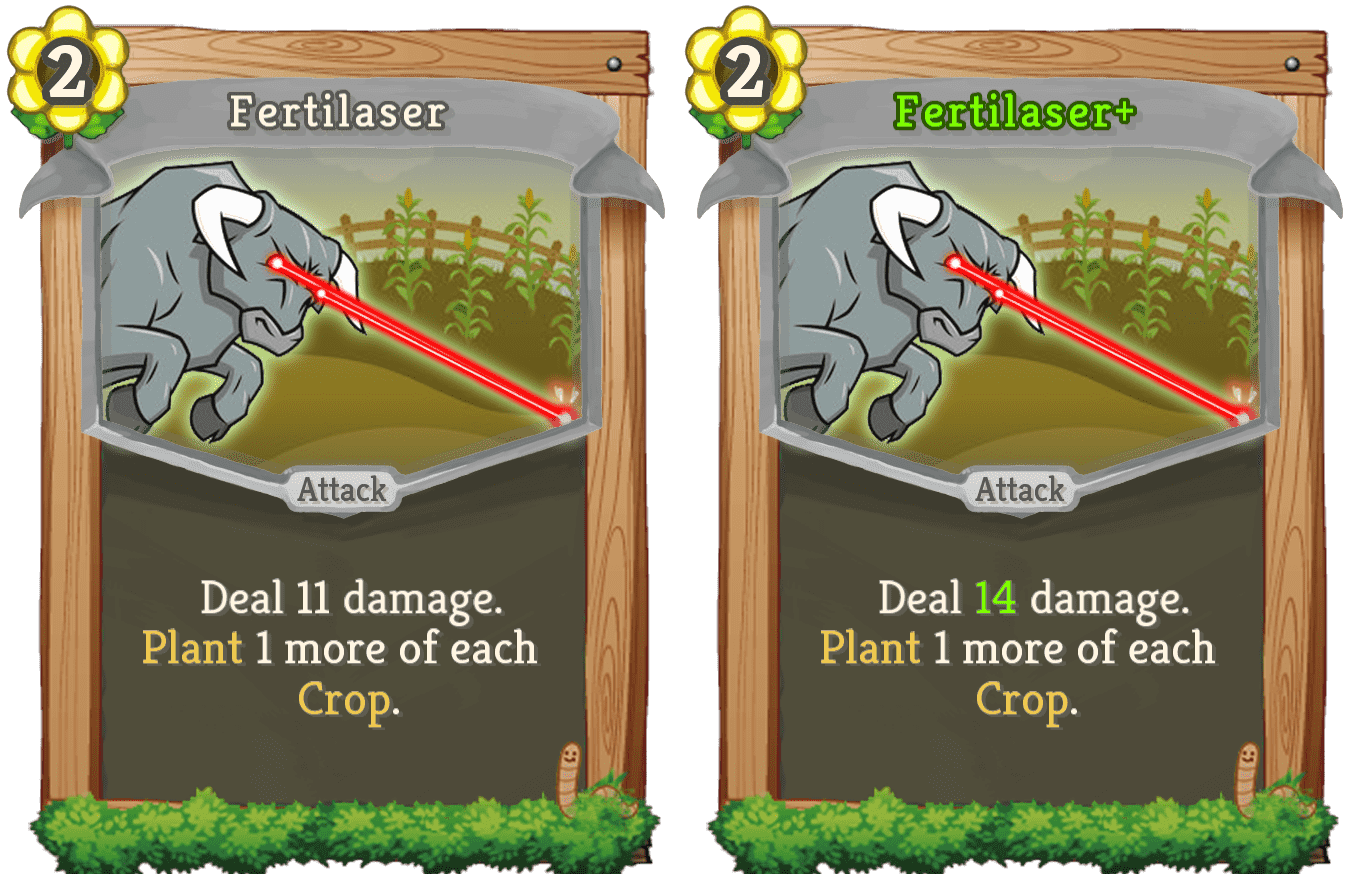 2
Fertilaser
Attack
Deal 11 damage.
Plant 1 more of each
Crop.
2
Fertilaser+
Attack
Deal 14 damage.
Plant 1 more of each
Crop.